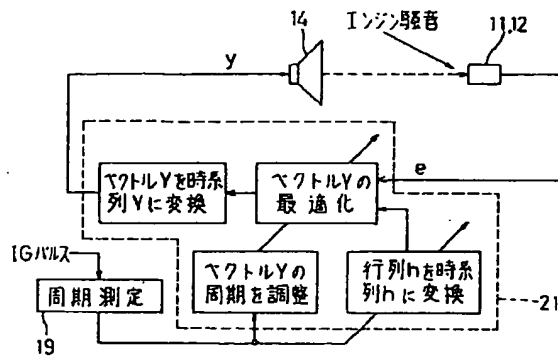 14
エンジン騒音
11,12
y
e
ベクトルYを時系
列Yに変換
ベクトルYの
最適化
IGパルス
周期測定
19
ベクトルYの
周期を調整
行列hを時系
列hに変換
21